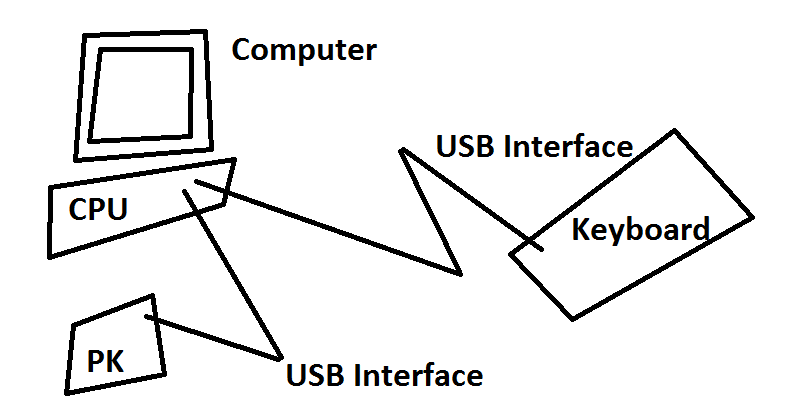 Computer
USB Interface
CPU
Keyboard
PK
USB Interface